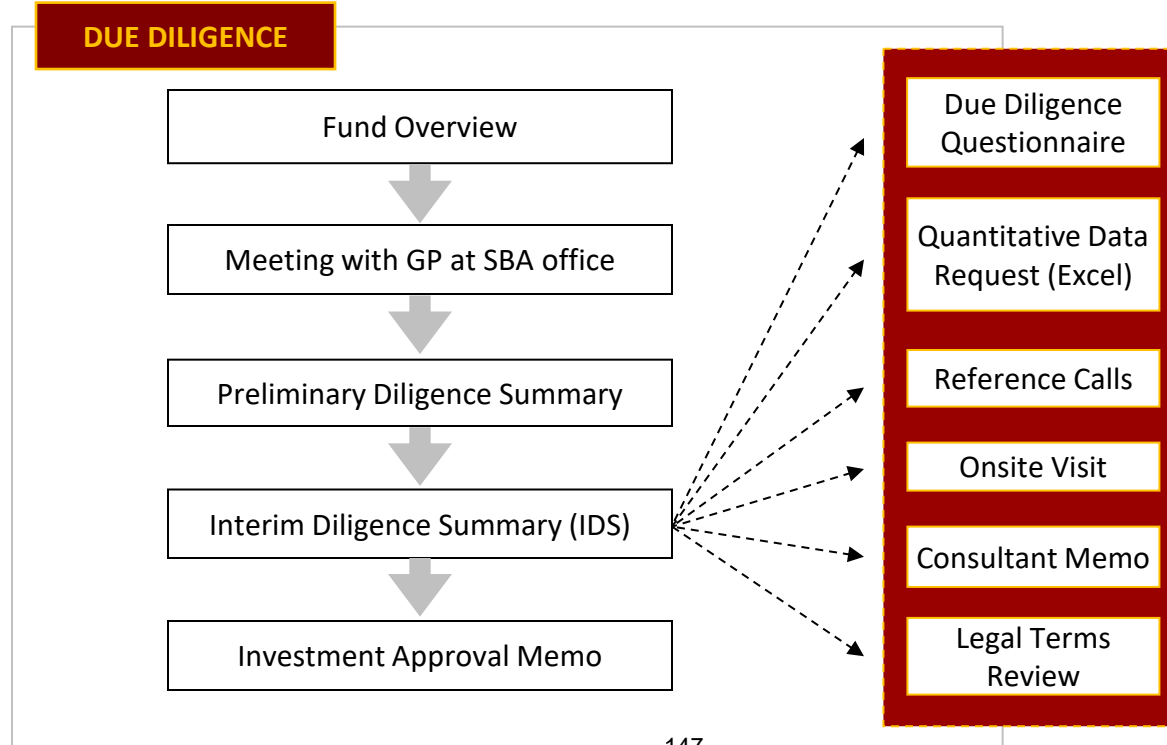 DUE DILIGENCE
Fund Overview
Meeting with GP at SBA office
Preliminary Diligence Summary
Interim Diligence Summary (IDS)
Investment Approval Memo
Due Diligence
Questionnaire
Quantitative Data
Request (Excel)
Reference Calls
Onsite Visit
Consultant Memo
Legal Terms
Review
147